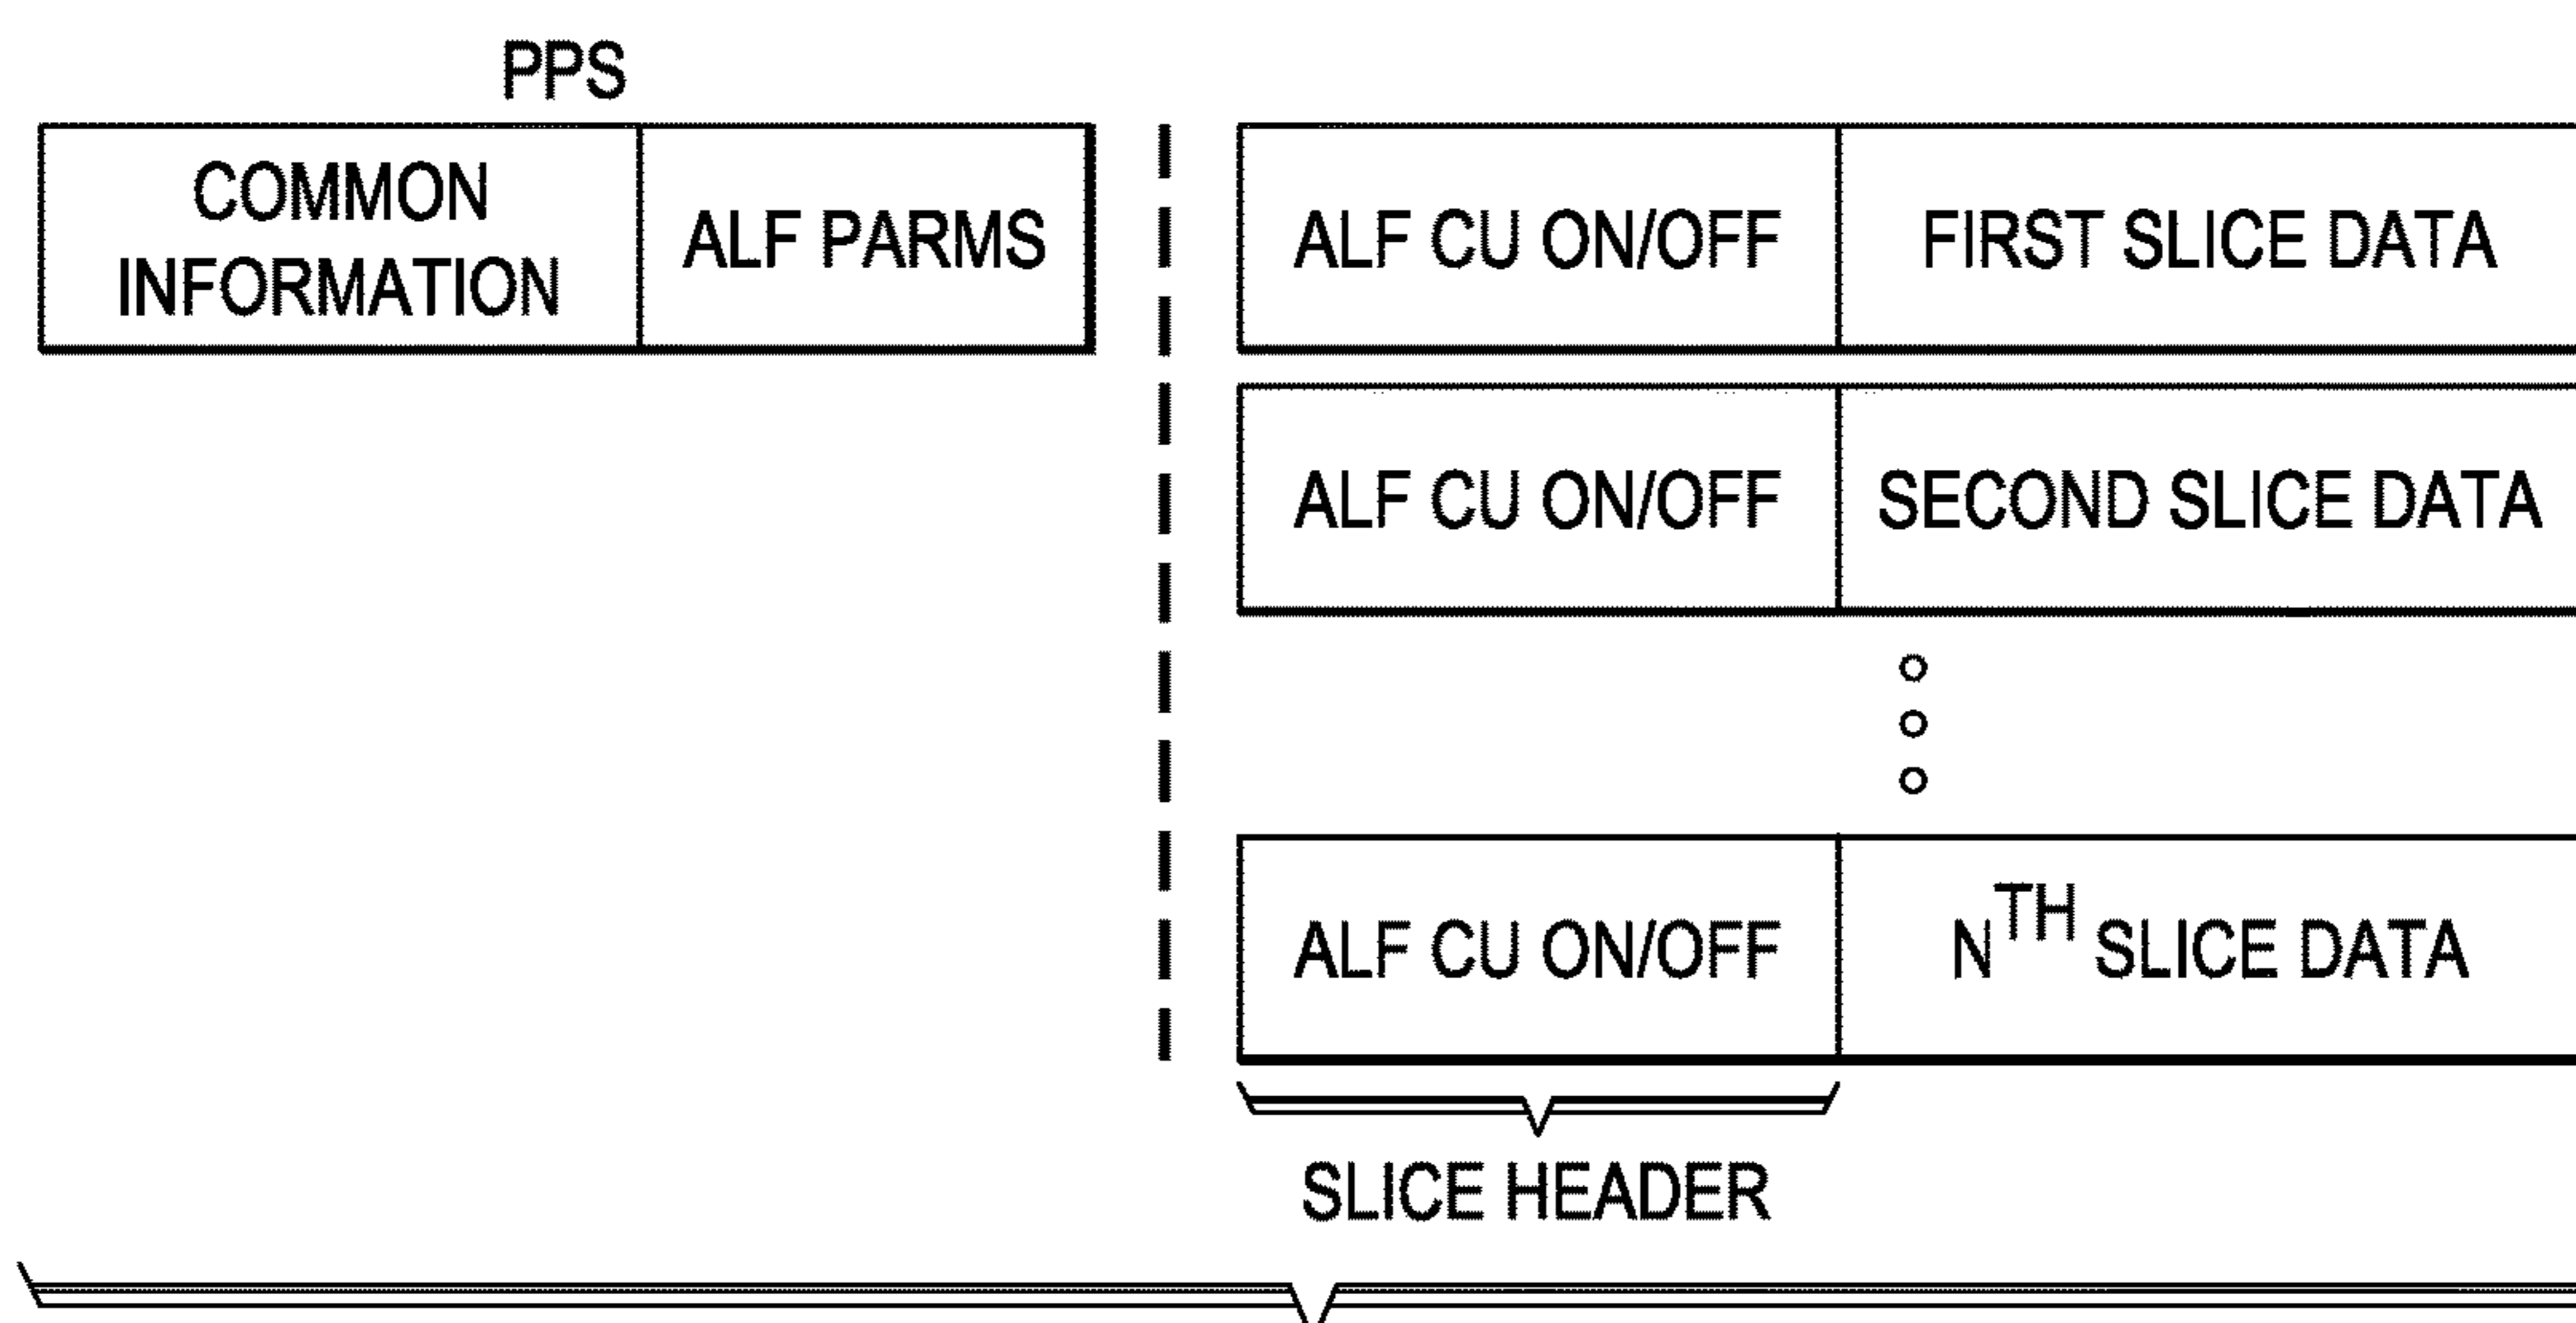 PPS
COMMON
INFORMATION
ALF PARMS
ALF CU ON/OFF
FIRST SLICE DATA
ALF CU ON/OFF
SECOND SLICE DATA
ALF CU ON/OFF
N^TH SLICE DATA
SLICE HEADER